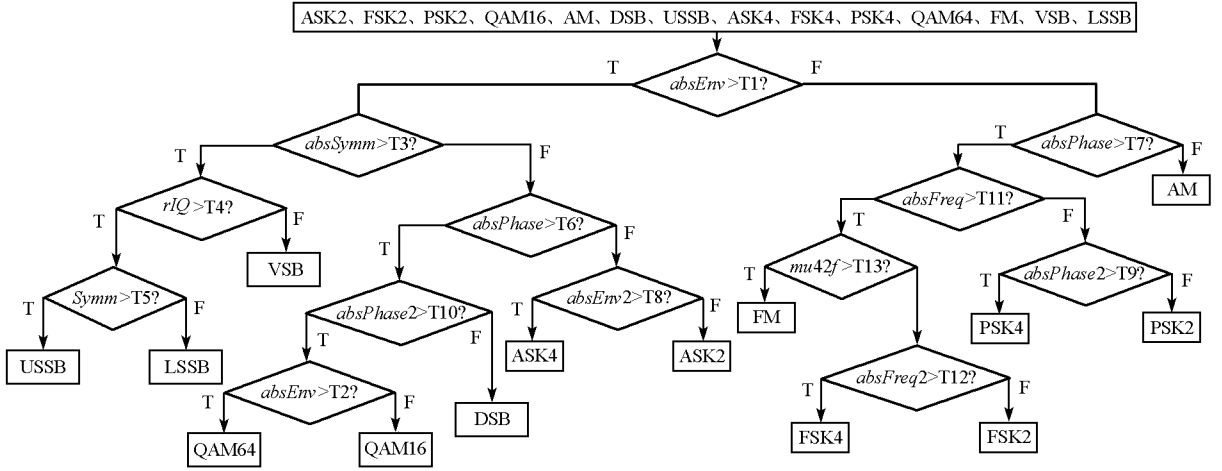 ASK2、FSK2、PSK2、QAM16、AM、DSB、USSB、ASK4、FSK4、PSK4、QAM64、FM、VSB、LSSB
T
absEnv>T1?
F
absSymm>T3?
absPhase>T7?
T
F
T
F
rIQ>T4?
absPhase>T6?
absFreq>T11?
AM
T
F
T
F
T
F
VSB
Symm>T5?
absPhase2>T10?
absEnv2>T8?
mu42f>T13?
absPhase2>T9?
T
F
T
F
T
F
T
T
F
USSB
LSSB
ASK4
ASK2
FM
PSK4
PSK2
absEnv>T2?
absFreq2>T12?
T
F
DSB
T
F
QAM64
QAM16
FSK4
FSK2